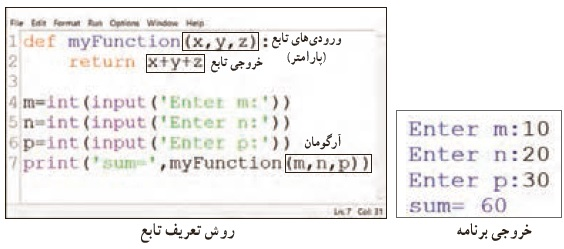 File Edit Format Run Options Window Help
1 def myFunction(x,y,z): ورودی‌های تابع
(پارامتر)
2 return x+y+z خروجی تابع
3
4 m=int(input('Enter m:'))
5 n=int(input('Enter n:'))
6 p=int(input('Enter p:')) آرگومان
7 print('sum=',myFunction(m,n,p))
Ln:7 Col:31
روش تعریف تابع
Enter m:10
Enter n:20
Enter p:30
sum= 60
خروجی برنامه